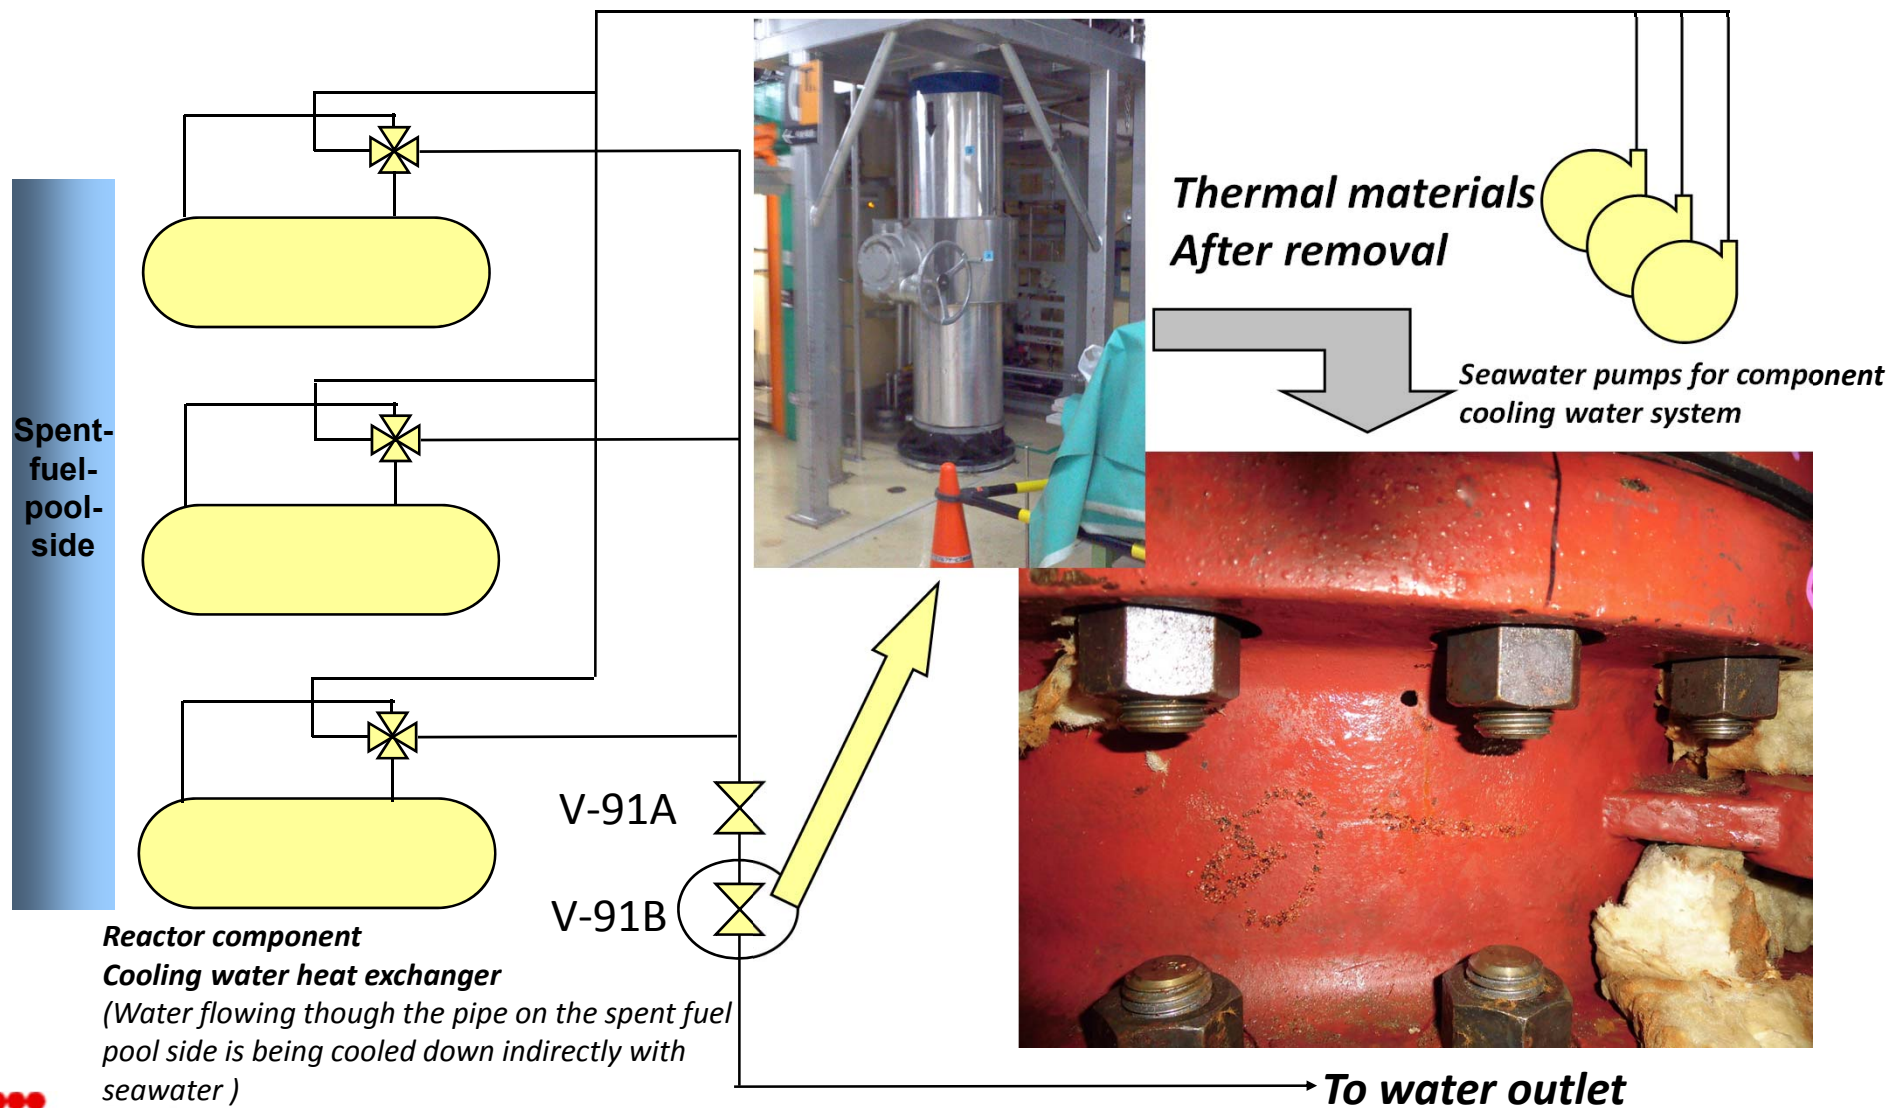 Thermal materials
After removal
Seawater pumps for component
cooling water system
Spent-
fuel-
pool-
side
V-91A
V-91B
Reactor component
Cooling water heat exchanger
(Water flowing though the pipe on the spent fuel
pool side is being cooled down indirectly with
seawater )
To water outlet